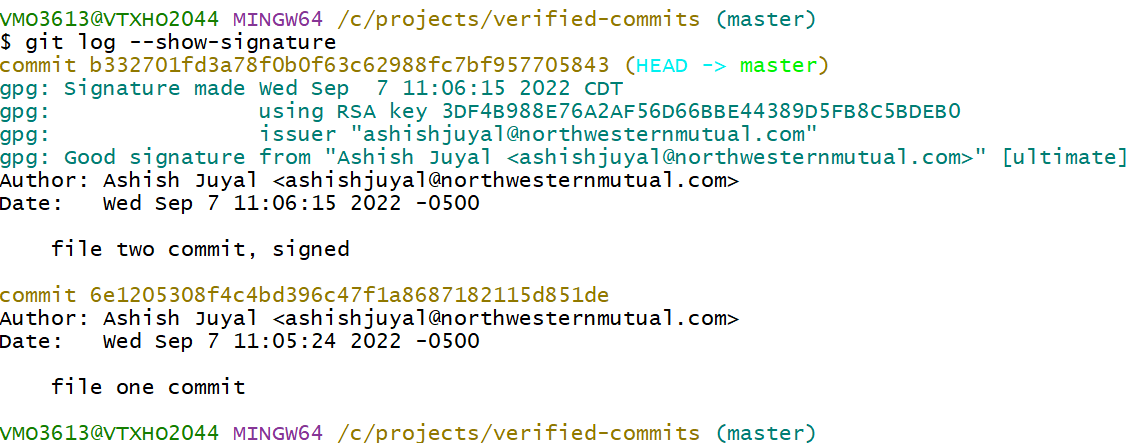 VMO3613@VTXHO2044 MINGW64 /c/projects/verified-commits (master)
$ git log --show-signature
commit b332701fd3a78f0b0f63c62988fc7bf957705843 (HEAD -> master)
gpg: Signature made Wed Sep  7 11:06:15 2022 CDT
gpg:                using RSA key 3DF4B988E76A2AF56D66BBE44389D5FB8C5BDEB0
gpg:                issuer "ashishjuyal@northwesternmutual.com"
gpg: Good signature from "Ashish Juyal <ashishjuyal@northwesternmutual.com>" [ultimate]
Author: Ashish Juyal <ashishjuyal@northwesternmutual.com>
Date:   Wed Sep 7 11:06:15 2022 -0500
    file two commit, signed
commit 6e1205308f4c4bd396c47f1a8687182115d851de
Author: Ashish Juyal <ashishjuyal@northwesternmutual.com>
Date:   Wed Sep 7 11:05:24 2022 -0500
    file one commit
VMO3613@VTXHO2044 MINGW64 /c/projects/verified-commits (master)